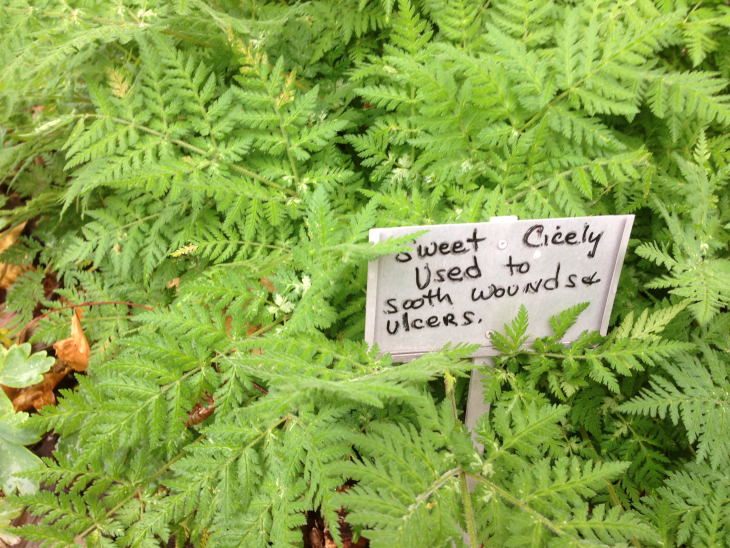 Sweet Cicely
Used to
sooth wounds &
ulcers.